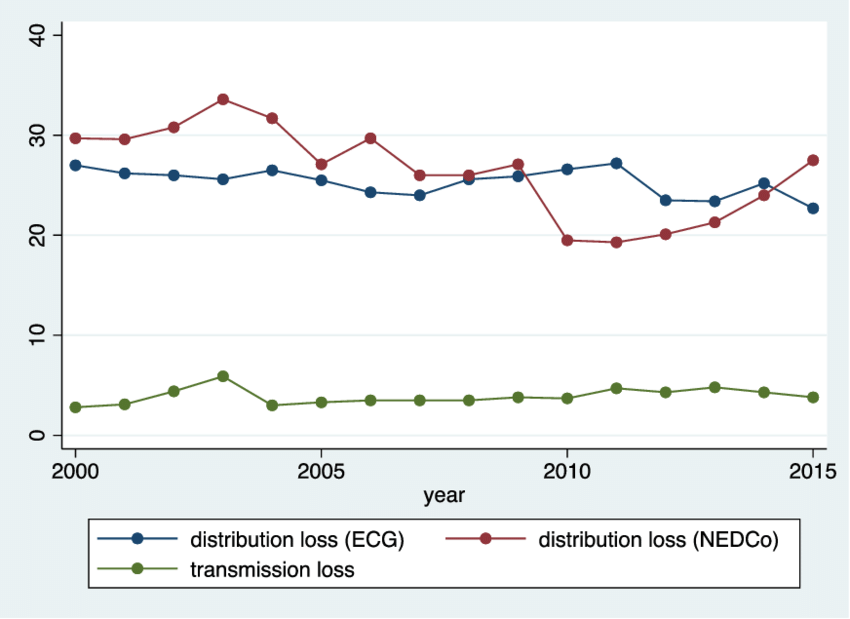 40
30
20
10
0
2000 2005 2010 2015
year
distribution loss (ECG) distribution loss (NEDCo)
transmission loss